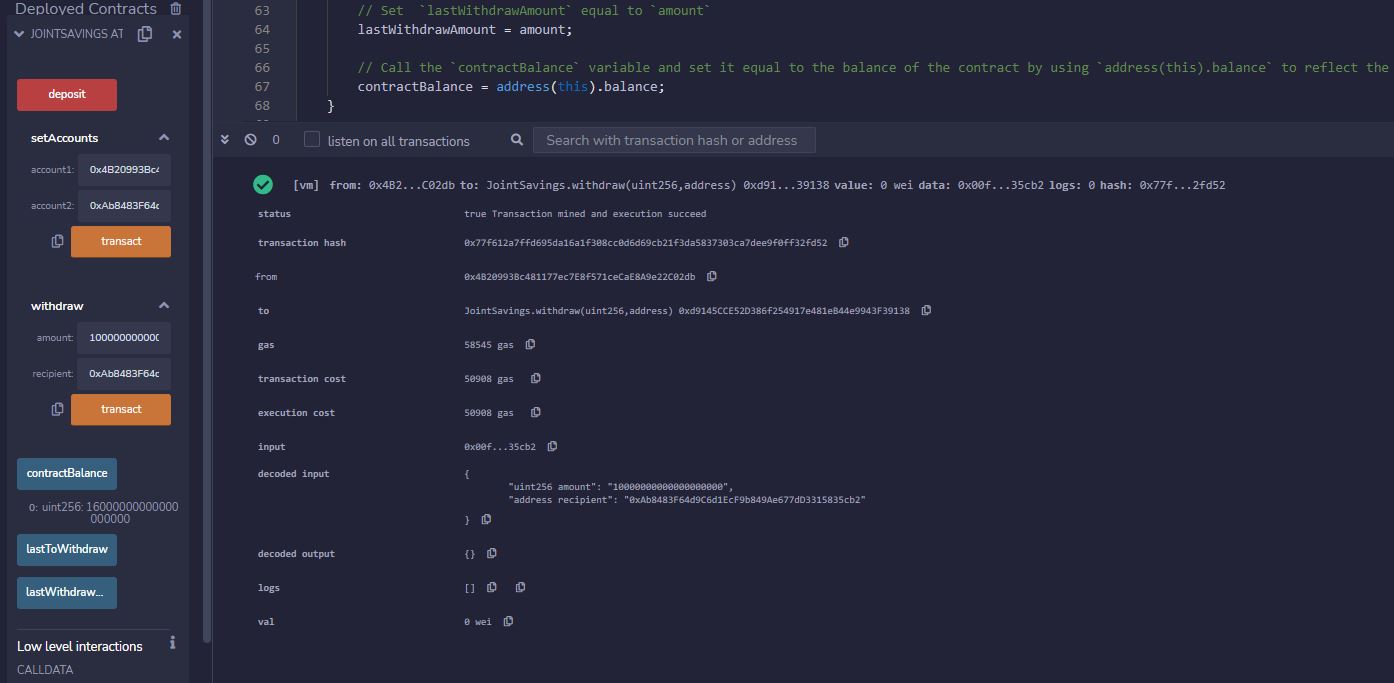 Deployed Contracts
JOINTSAVINGS AT
deposit
setAccounts
account1: 0x4B20993Bc4
account2: 0xAb8483F64d
transact
withdraw
amount: 100000000000
recipient: 0xAb8483F64d
transact
contractBalance
0: uint256: 16000000000000
000000
lastToWithdraw
lastWithdraw...
Low level interactions
CALLDATA
63 // Set `lastWithdrawAmount` equal to `amount`
64 lastWithdrawAmount = amount;
65
66 // Call the `contractBalance` variable and set it equal to the balance of the contract by using `address(this).balance` to reflect the
67 contractBalance = address(this).balance;
68 }
0 listen on all transactions Search with transaction hash or address
[vm] from: 0x4B2...C02db to: JointSavings.withdraw(uint256,address) 0xd91...39138 value: 0 wei data: 0x00f...35cb2 logs: 0 hash: 0x77f...2fd52
status true Transaction mined and execution succeed
transaction hash 0x77f612a7ffd695da16a1f308cc0d6d69cb21f3da5837303ca7dee9f0ff32fd52
from 0x4B20993Bc481177ec7E8f571ceCaE8A9e22C02db
to JointSavings.withdraw(uint256,address) 0xd9145CCE52D386f254917e481eB44e9943F39138
gas 58545 gas
transaction cost 50908 gas
execution cost 50908 gas
input 0x00f...35cb2
decoded input {
"uint256 amount": "10000000000000000000",
"address recipient": "0xAb8483F64d9C6d1EcF9b849Ae677dD3315835cb2"
}
decoded output {}
logs []
val 0 wei